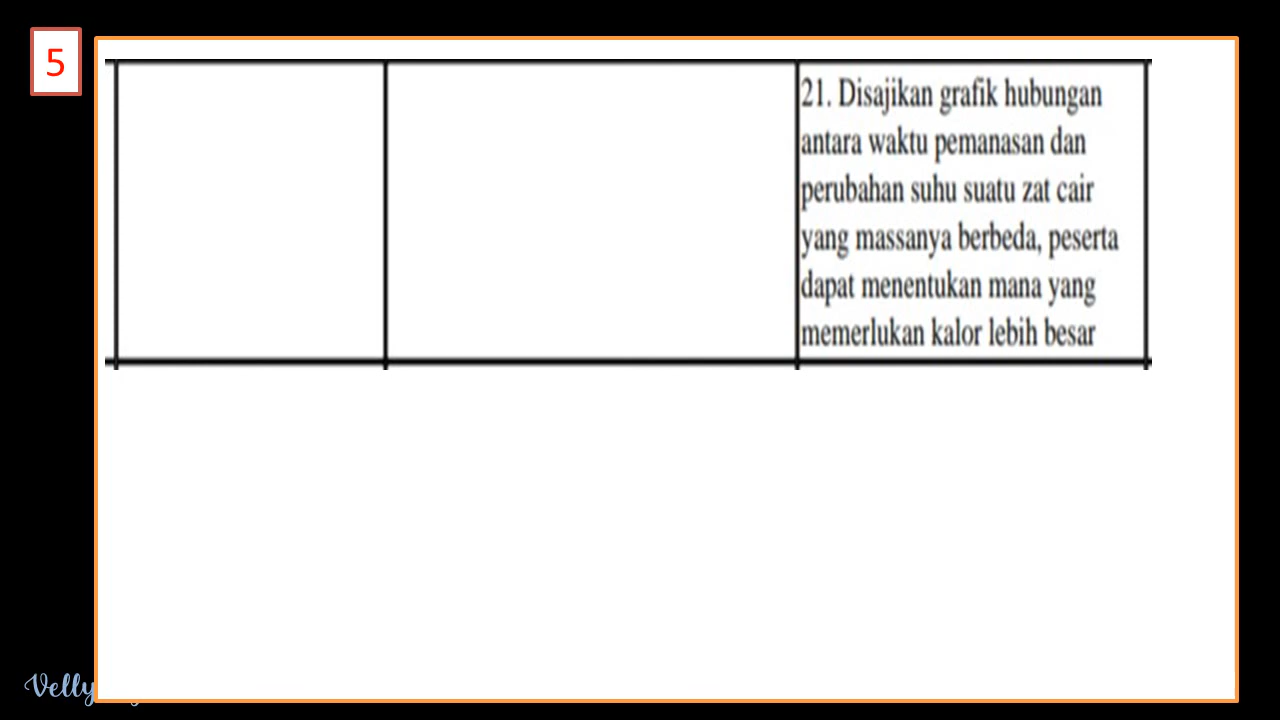 5
21. Disajikan grafik hubungan
antara waktu pemanasan dan
perubahan suhu suatu zat cair
yang massanya berbeda, peserta
dapat menentukan mana yang
memerlukan kalor lebih besar
Velly